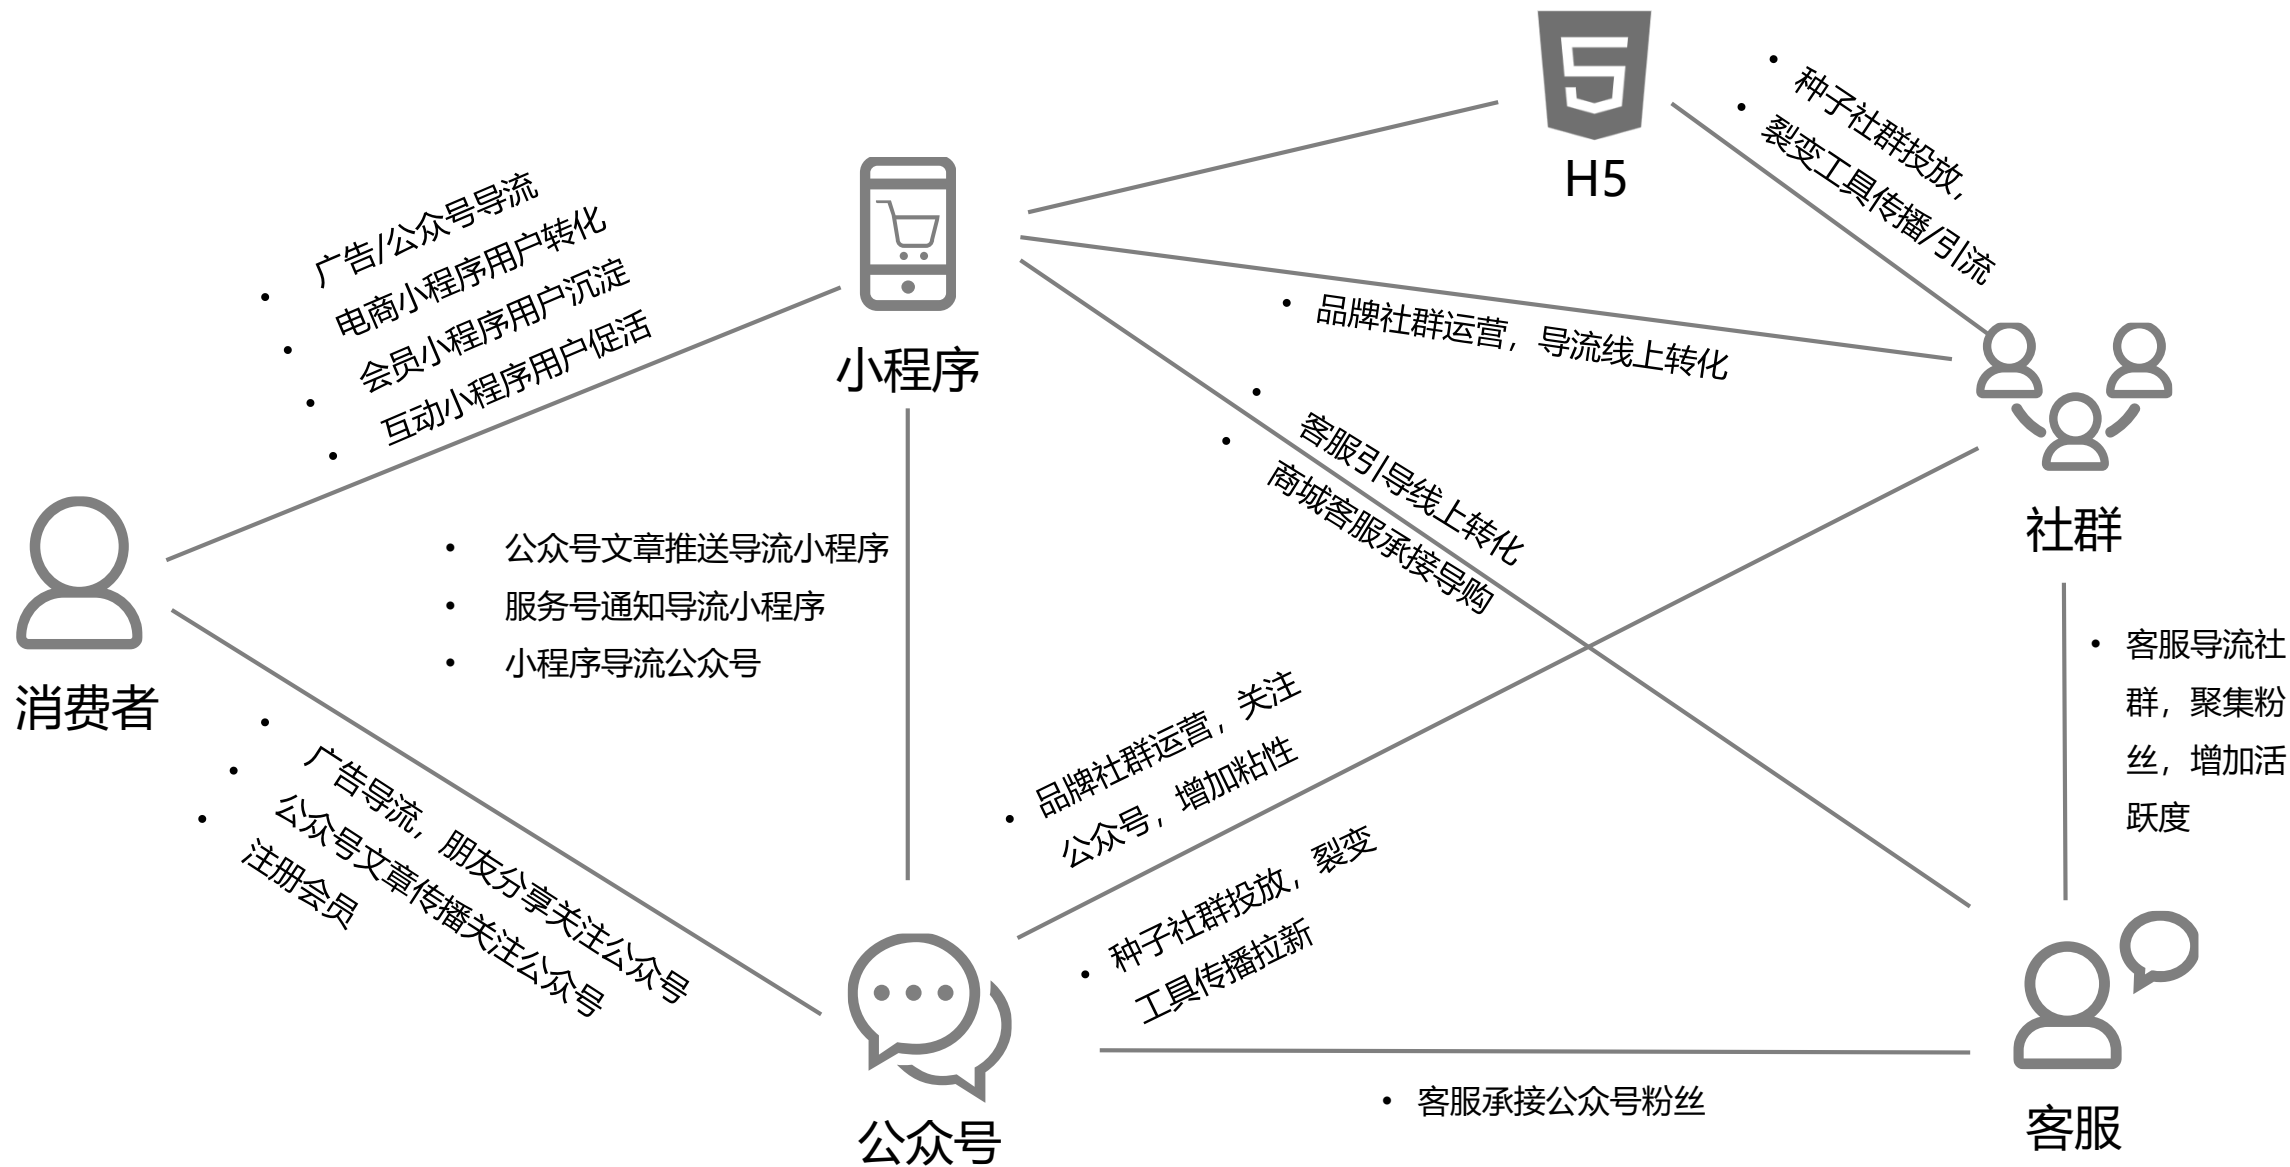 H5
• 种子社群投放，
• 裂变工具传播/引流
• 广告/公众号导流
• 电商小程序用户转化
• 会员小程序用户沉淀
• 互动小程序用户促活
小程序
• 品牌社群运营，导流线上转化
• 客服引导线上转化
• 商城客服承接导购
社群
• 公众号文章推送导流小程序
• 服务号通知导流小程序
• 小程序导流公众号
消费者
• 客服导流社
群，聚集粉
丝，增加活
跃度
• 广告导流，朋友分享关注公众号
• 公众号文章传播关注公众号
• 注册会员
• 品牌社群运营，关注
公众号，增加粘性
• 种子社群投放，裂变
工具传播拉新
• 客服承接公众号粉丝
公众号
客服